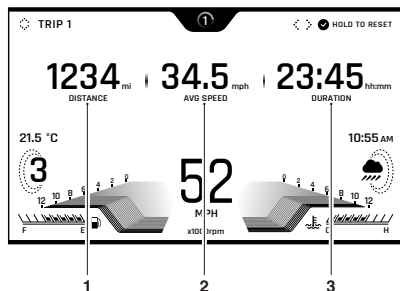 TRIP 1
1
HOLD TO RESET
1234 mi
34.5 mph
23:45 hh:mm
DISTANCE
AVG SPEED
DURATION
21.5 °C
10:55 AM
3
52
MPH
x1000rpm
12 10 8 6 4 2 0
0 2 4 6 8 10 12
F E
C H
1 2 3